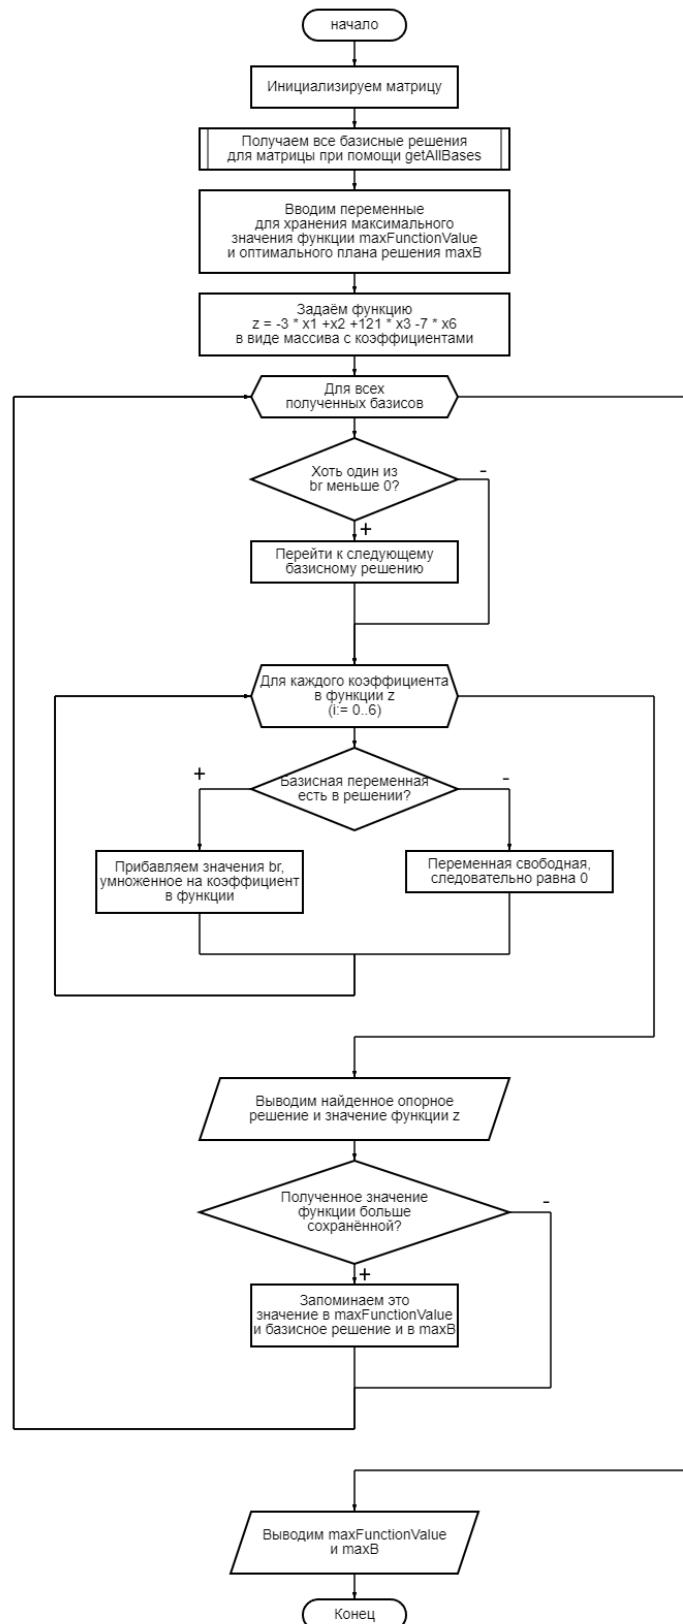 начало
Инициализируем матрицу
Получаем все базисные решения
для матрицы при помощи getAllBases
Вводим переменные
для хранения максимального
значения функции maxFunctionValue
и оптимального плана решения maxB
Задаём функцию
z = -3 * x1 +x2 +121 * x3 -7 * x6
в виде массива с коэффициентами
Для всех
полученных базисов
Хоть один из
br меньше 0?
-
+
Перейти к следующему
базисному решению
Для каждого коэффициента
в функции z
(i:= 0..6)
Базисная переменная
есть в решении?
+
-
Прибавляем значения br,
умноженное на коэффициент
в функции
Переменная свободная,
следовательно равна 0
Выводим найденное опорное
решение и значение функции z
Полученное значение
функции больше
сохранённой?
-
+
Запоминаем это
значение в maxFunctionValue
и базисное решение и в maxB
Выводим maxFunctionValue
и maxB
Конец